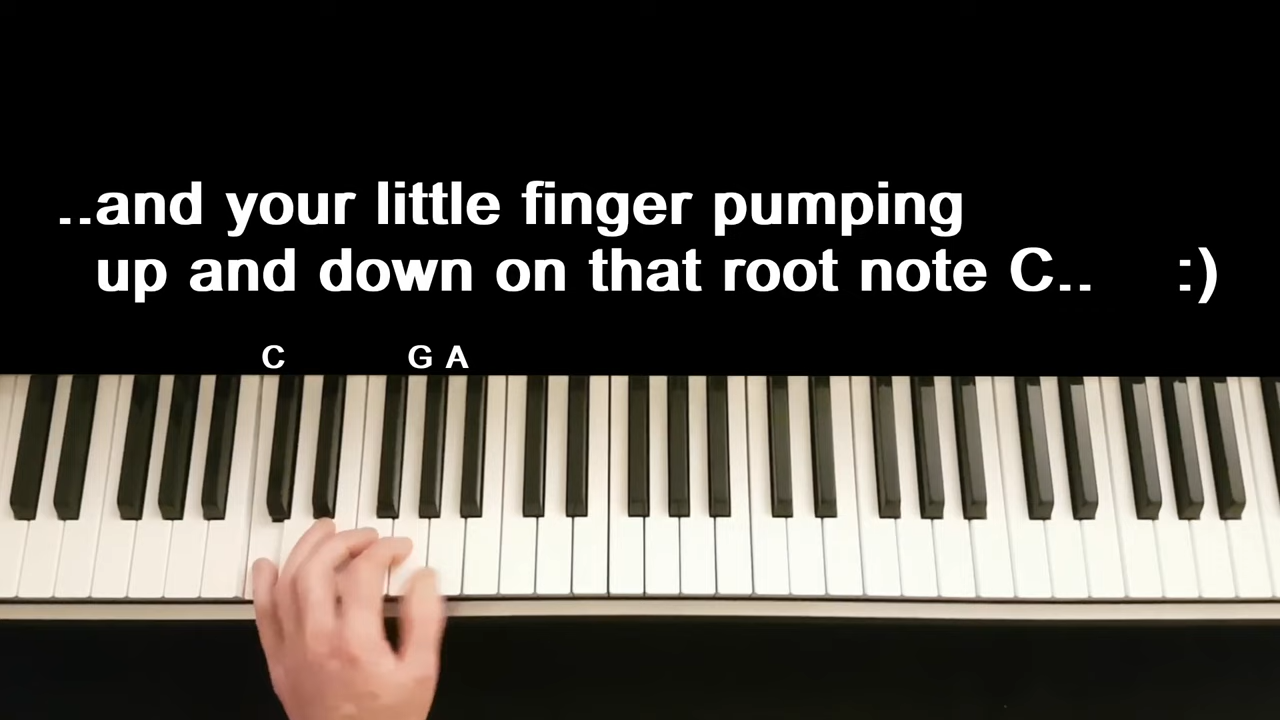 ..and your little finger pumping
up and down on that root note C.. :)
C G A